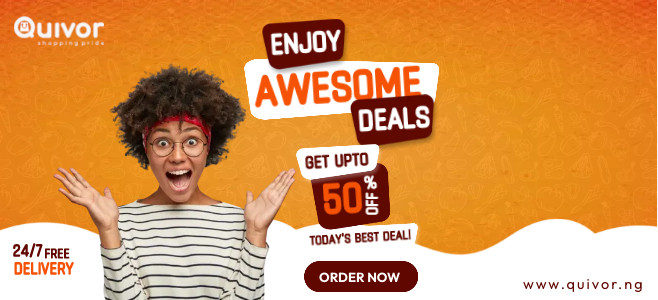 Quivor
shopping pride
ENJOY
AWESOME
DEALS
GET UPTO
50% OFF
TODAY'S BEST DEAL!
24/7 FREE
DELIVERY
ORDER NOW
www.quivor.ng